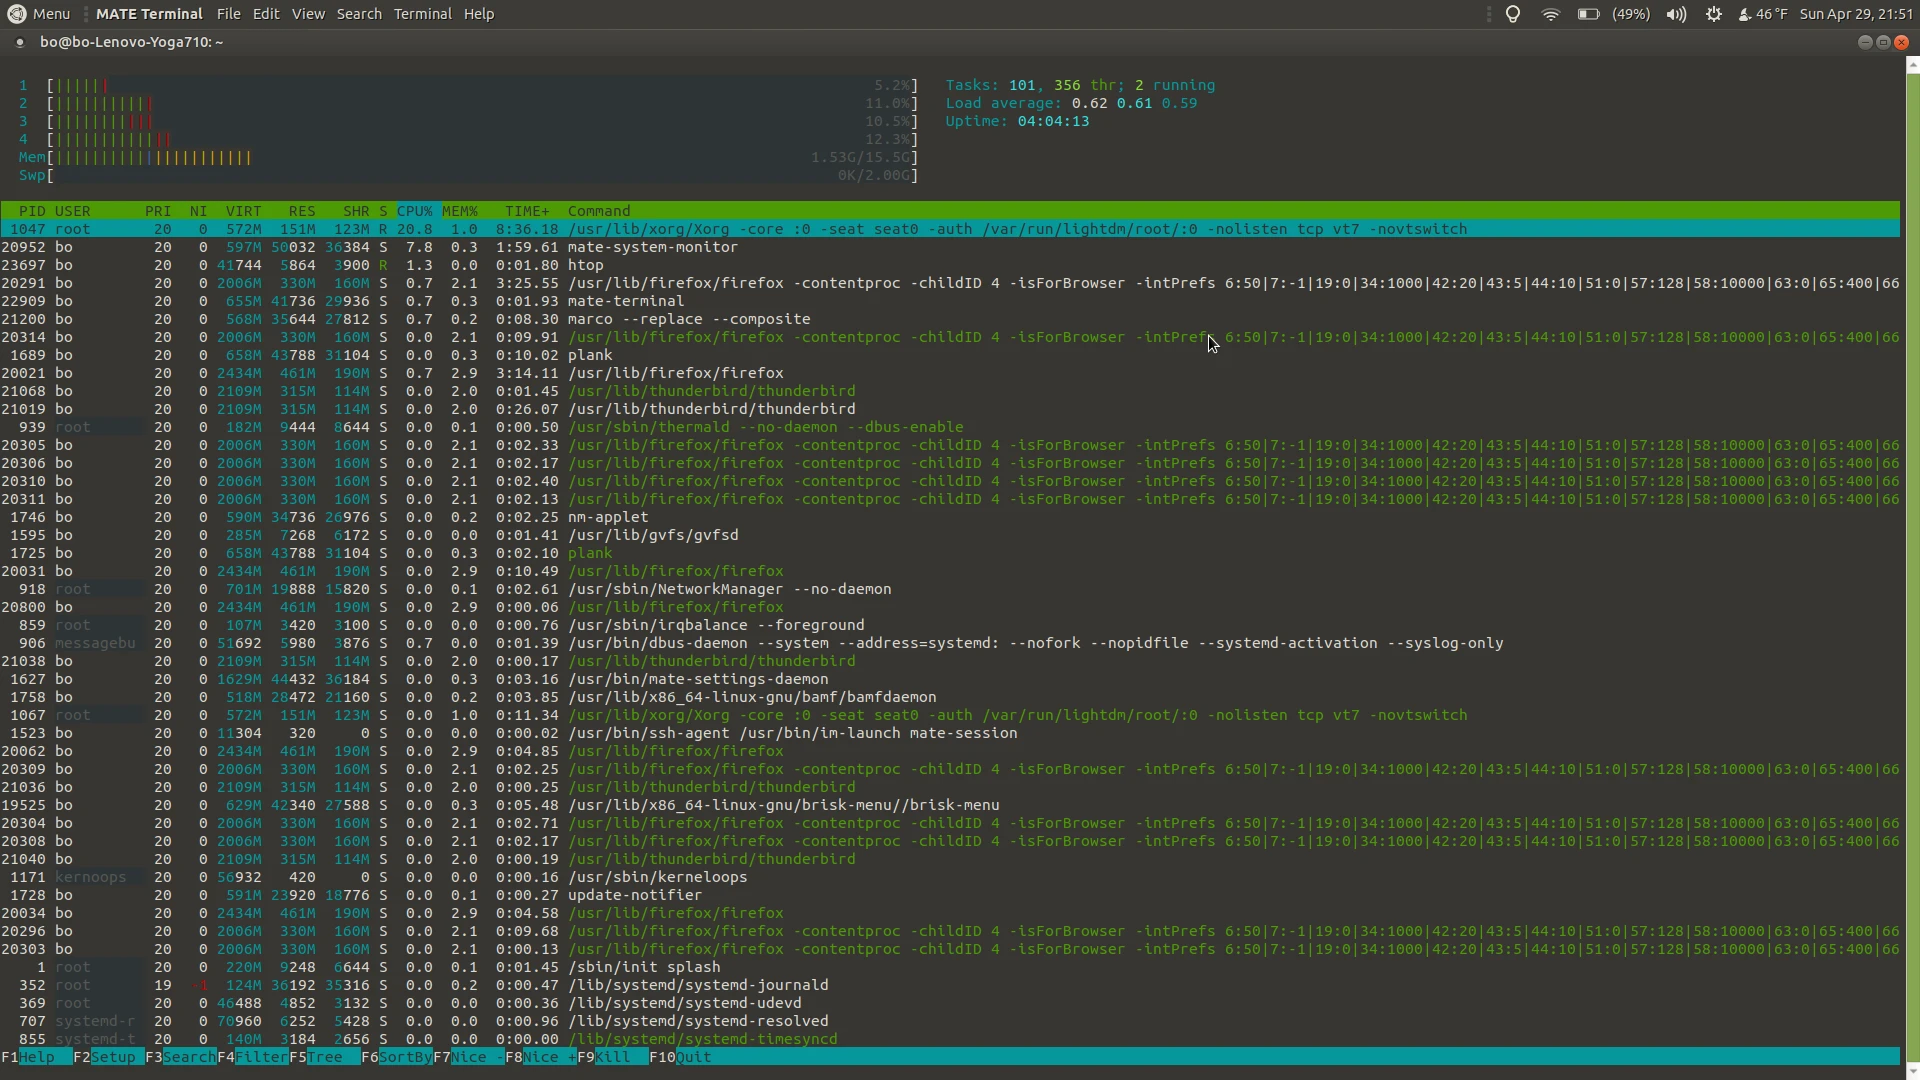 Menu MATE Terminal File Edit View Search Terminal Help (49%) 46 °F Sun Apr 29, 21:51
bo@bo-Lenovo-Yoga710: ~
1 [|||||| 5.2%] Tasks: 101, 356 thr; 2 running
2 [||||||||||| 11.0%] Load average: 0.62 0.61 0.59
3 [||||||||||| 10.5%] Uptime: 04:04:13
4 [||||||||||||| 12.3%]
Mem[|||||||||||||||||||||| 1.53G/15.5G]
Swp[ 0K/2.00G]
PID USER PRI NI VIRT RES SHR S CPU% MEM% TIME+ Command
1047 root 20 0 572M 151M 123M R 20.8 1.0 8:36.18 /usr/lib/xorg/Xorg -core :0 -seat seat0 -auth /var/run/lightdm/root/:0 -nolisten tcp vt7 -novtswitch
20952 bo 20 0 597M 50032 36384 S 7.8 0.3 1:59.61 mate-system-monitor
23697 bo 20 0 41744 5864 3900 R 1.3 0.0 0:01.80 htop
20291 bo 20 0 2006M 330M 160M S 0.7 2.1 3:25.55 /usr/lib/firefox/firefox -contentproc -childID 4 -isForBrowser -intPrefs 6:50|7:-1|19:0|34:1000|42:20|43:5|44:10|51:0|57:128|58:10000|63:0|65:400|66
22909 bo 20 0 655M 41736 29936 S 0.7 0.3 0:01.93 mate-terminal
21200 bo 20 0 568M 35644 27812 S 0.7 0.2 0:08.30 marco --replace --composite
20314 bo 20 0 2006M 330M 160M S 0.0 2.1 0:09.91 /usr/lib/firefox/firefox -contentproc -childID 4 -isForBrowser -intPrefs 6:50|7:-1|19:0|34:1000|42:20|43:5|44:10|51:0|57:128|58:10000|63:0|65:400|66
1689 bo 20 0 658M 43788 31104 S 0.0 0.3 0:10.02 plank
20021 bo 20 0 2434M 461M 190M S 0.7 2.9 3:14.11 /usr/lib/firefox/firefox
21068 bo 20 0 2109M 315M 114M S 0.0 2.0 0:01.45 /usr/lib/thunderbird/thunderbird
21019 bo 20 0 2109M 315M 114M S 0.0 2.0 0:26.07 /usr/lib/thunderbird/thunderbird
939 root 20 0 182M 9444 8644 S 0.0 0.1 0:00.50 /usr/sbin/thermald --no-daemon --dbus-enable
20305 bo 20 0 2006M 330M 160M S 0.0 2.1 0:02.33 /usr/lib/firefox/firefox -contentproc -childID 4 -isForBrowser -intPrefs 6:50|7:-1|19:0|34:1000|42:20|43:5|44:10|51:0|57:128|58:10000|63:0|65:400|66
20306 bo 20 0 2006M 330M 160M S 0.0 2.1 0:02.17 /usr/lib/firefox/firefox -contentproc -childID 4 -isForBrowser -intPrefs 6:50|7:-1|19:0|34:1000|42:20|43:5|44:10|51:0|57:128|58:10000|63:0|65:400|66
20310 bo 20 0 2006M 330M 160M S 0.0 2.1 0:02.40 /usr/lib/firefox/firefox -contentproc -childID 4 -isForBrowser -intPrefs 6:50|7:-1|19:0|34:1000|42:20|43:5|44:10|51:0|57:128|58:10000|63:0|65:400|66
20311 bo 20 0 2006M 330M 160M S 0.0 2.1 0:02.13 /usr/lib/firefox/firefox -contentproc -childID 4 -isForBrowser -intPrefs 6:50|7:-1|19:0|34:1000|42:20|43:5|44:10|51:0|57:128|58:10000|63:0|65:400|66
1746 bo 20 0 590M 34736 26976 S 0.0 0.2 0:02.25 nm-applet
1595 bo 20 0 285M 7268 6172 S 0.0 0.0 0:01.41 /usr/lib/gvfs/gvfsd
1725 bo 20 0 658M 43788 31104 S 0.0 0.3 0:02.10 plank
20031 bo 20 0 2434M 461M 190M S 0.0 2.9 0:10.49 /usr/lib/firefox/firefox
918 root 20 0 701M 19888 15820 S 0.0 0.1 0:02.61 /usr/sbin/NetworkManager --no-daemon
20800 bo 20 0 2434M 461M 190M S 0.0 2.9 0:00.06 /usr/lib/firefox/firefox
859 root 20 0 107M 3420 3100 S 0.0 0.0 0:00.76 /usr/sbin/irqbalance --foreground
906 messagebu 20 0 51692 5980 3876 S 0.7 0.0 0:01.39 /usr/bin/dbus-daemon --system --address=systemd: --nofork --nopidfile --systemd-activation --syslog-only
21038 bo 20 0 2109M 315M 114M S 0.0 2.0 0:00.17 /usr/lib/thunderbird/thunderbird
1627 bo 20 0 1629M 44432 36184 S 0.0 0.3 0:03.16 /usr/bin/mate-settings-daemon
1758 bo 20 0 518M 28472 21160 S 0.0 0.2 0:03.85 /usr/lib/x86_64-linux-gnu/bamf/bamfdaemon
1067 root 20 0 572M 151M 123M S 0.0 1.0 0:11.34 /usr/lib/xorg/Xorg -core :0 -seat seat0 -auth /var/run/lightdm/root/:0 -nolisten tcp vt7 -novtswitch
1523 bo 20 0 11304 320 0 S 0.0 0.0 0:00.02 /usr/bin/ssh-agent /usr/bin/im-launch mate-session
20062 bo 20 0 2434M 461M 190M S 0.0 2.9 0:04.85 /usr/lib/firefox/firefox
20309 bo 20 0 2006M 330M 160M S 0.0 2.1 0:02.25 /usr/lib/firefox/firefox -contentproc -childID 4 -isForBrowser -intPrefs 6:50|7:-1|19:0|34:1000|42:20|43:5|44:10|51:0|57:128|58:10000|63:0|65:400|66
21036 bo 20 0 2109M 315M 114M S 0.0 2.0 0:00.25 /usr/lib/thunderbird/thunderbird
19525 bo 20 0 629M 42340 27588 S 0.0 0.3 0:05.48 /usr/lib/x86_64-linux-gnu/brisk-menu//brisk-menu
20304 bo 20 0 2006M 330M 160M S 0.0 2.1 0:02.71 /usr/lib/firefox/firefox -contentproc -childID 4 -isForBrowser -intPrefs 6:50|7:-1|19:0|34:1000|42:20|43:5|44:10|51:0|57:128|58:10000|63:0|65:400|66
20308 bo 20 0 2006M 330M 160M S 0.0 2.1 0:02.17 /usr/lib/firefox/firefox -contentproc -childID 4 -isForBrowser -intPrefs 6:50|7:-1|19:0|34:1000|42:20|43:5|44:10|51:0|57:128|58:10000|63:0|65:400|66
21040 bo 20 0 2109M 315M 114M S 0.0 2.0 0:00.19 /usr/lib/thunderbird/thunderbird
1171 kernoops 20 0 56932 420 0 S 0.0 0.0 0:00.16 /usr/sbin/kerneloops
1728 bo 20 0 591M 23920 18776 S 0.0 0.1 0:00.27 update-notifier
20034 bo 20 0 2434M 461M 190M S 0.0 2.9 0:04.58 /usr/lib/firefox/firefox
20296 bo 20 0 2006M 330M 160M S 0.0 2.1 0:09.68 /usr/lib/firefox/firefox -contentproc -childID 4 -isForBrowser -intPrefs 6:50|7:-1|19:0|34:1000|42:20|43:5|44:10|51:0|57:128|58:10000|63:0|65:400|66
20303 bo 20 0 2006M 330M 160M S 0.0 2.1 0:00.13 /usr/lib/firefox/firefox -contentproc -childID 4 -isForBrowser -intPrefs 6:50|7:-1|19:0|34:1000|42:20|43:5|44:10|51:0|57:128|58:10000|63:0|65:400|66
1 root 20 0 220M 9248 6644 S 0.0 0.1 0:01.45 /sbin/init splash
352 root 19 -1 124M 36192 35316 S 0.0 0.2 0:00.47 /lib/systemd/systemd-journald
369 root 20 0 46488 4852 3132 S 0.0 0.0 0:00.36 /lib/systemd/systemd-udevd
707 systemd-r 20 0 70960 6252 5428 S 0.0 0.0 0:00.96 /lib/systemd/systemd-resolved
855 systemd-t 20 0 140M 3184 2656 S 0.0 0.0 0:00.00 /lib/systemd/systemd-timesyncd
F1Help F2Setup F3SearchF4FilterF5Tree F6SortByF7Nice -F8Nice +F9Kill F10Quit